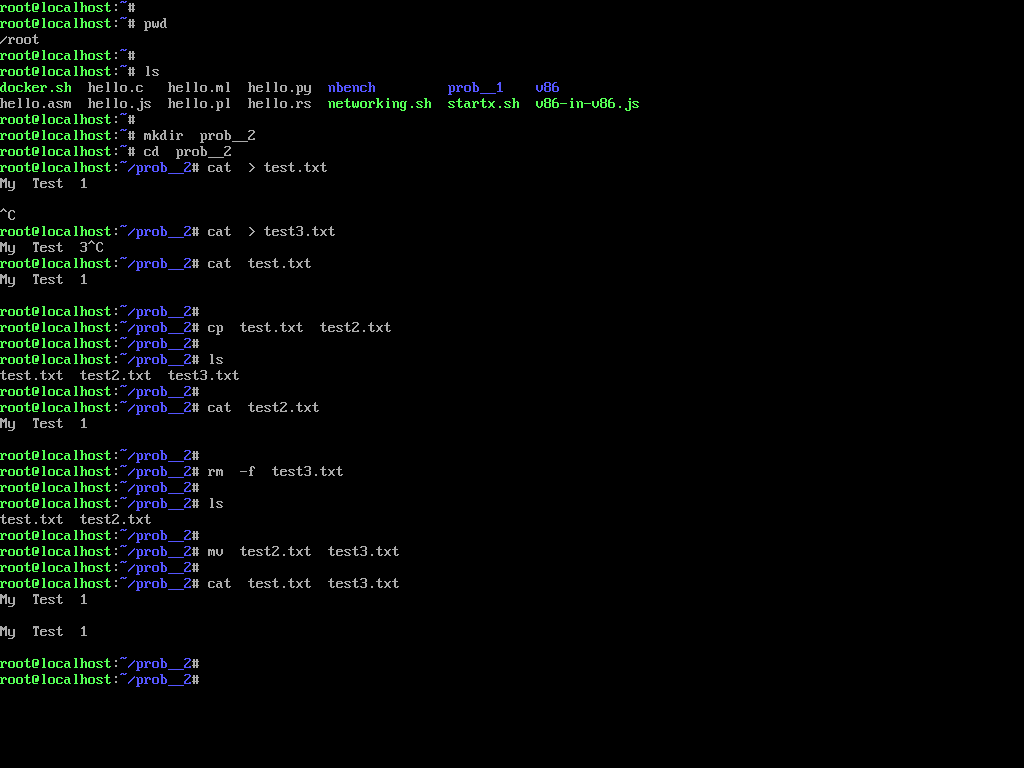 root@localhost:~#
root@localhost:~# pwd
/root
root@localhost:~#
root@localhost:~# ls
docker.sh  hello.c   hello.ml  hello.py  nbench         prob__1    v86
hello.asm  hello.js  hello.pl  hello.rs  networking.sh  startx.sh  v86-in-v86.js
root@localhost:~#
root@localhost:~# mkdir  prob__2
root@localhost:~# cd  prob__2
root@localhost:~/prob__2# cat  > test.txt
My  Test  1

^C
root@localhost:~/prob__2# cat  > test3.txt
My  Test  3^C
root@localhost:~/prob__2# cat  test.txt
My  Test  1

root@localhost:~/prob__2#
root@localhost:~/prob__2# cp  test.txt  test2.txt
root@localhost:~/prob__2#
root@localhost:~/prob__2# ls
test.txt  test2.txt  test3.txt
root@localhost:~/prob__2#
root@localhost:~/prob__2# cat  test2.txt
My  Test  1

root@localhost:~/prob__2#
root@localhost:~/prob__2# rm  -f  test3.txt
root@localhost:~/prob__2#
root@localhost:~/prob__2# ls
test.txt  test2.txt
root@localhost:~/prob__2#
root@localhost:~/prob__2# mv  test2.txt  test3.txt
root@localhost:~/prob__2#
root@localhost:~/prob__2# cat  test.txt  test3.txt
My  Test  1

My  Test  1

root@localhost:~/prob__2#
root@localhost:~/prob__2#